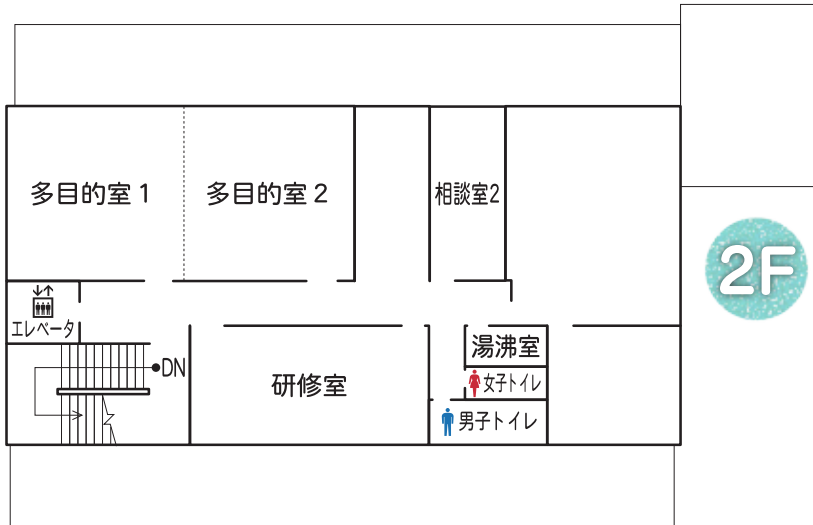 多目的室1
多目的室2
相談室2
2F
エレベータ
湯沸室
DN
研修室
女子トイレ
男子トイレ